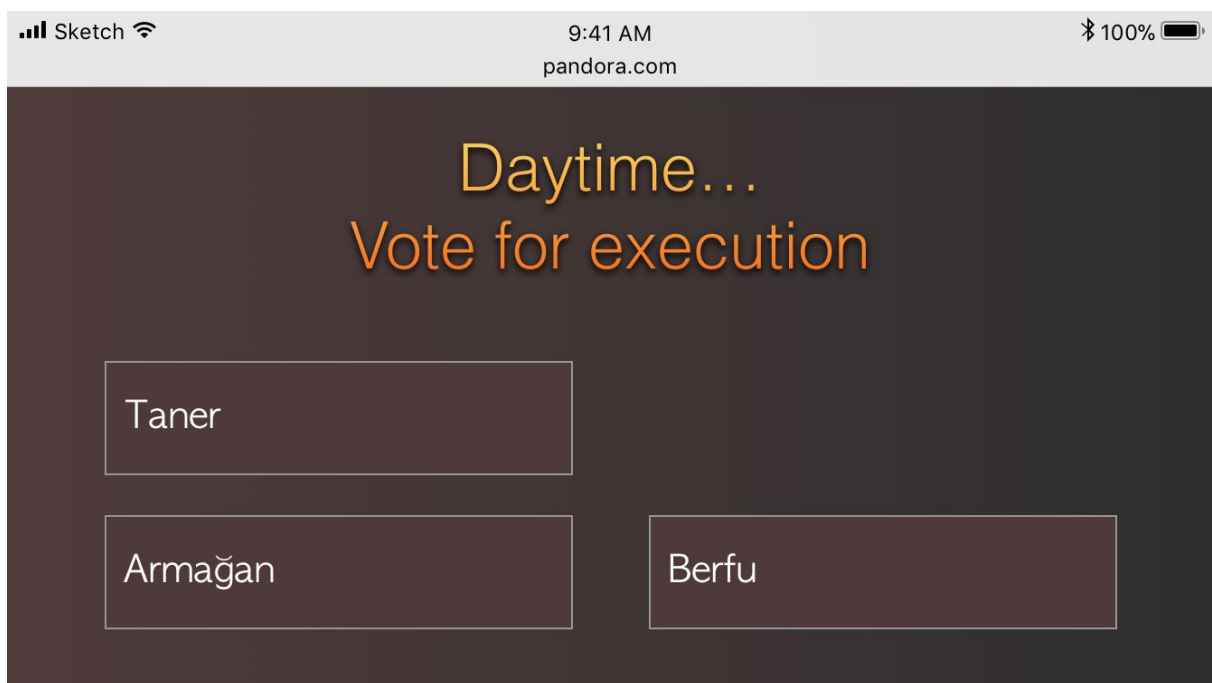 Sketch 9:41 AM 100%
pandora.com
Daytime...
Vote for execution
Taner
Armağan Berfu